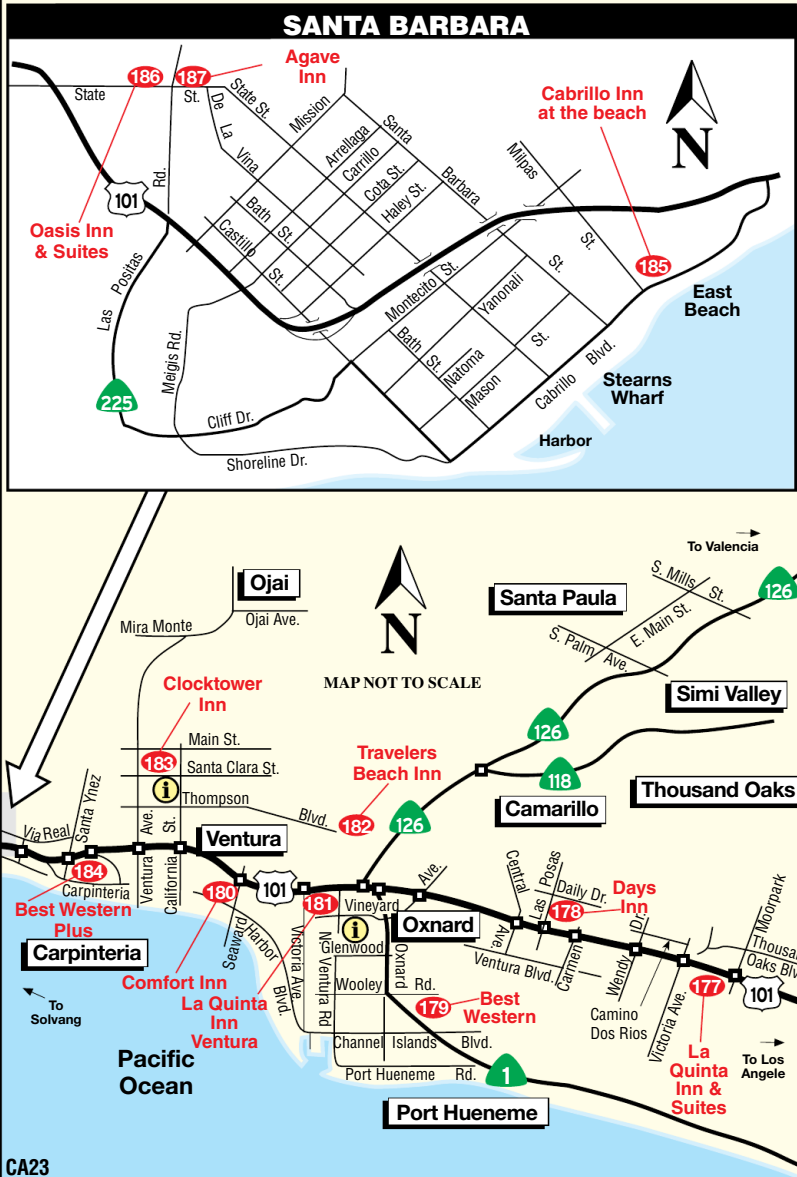 SANTA BARBARA
Agave
Inn
186
187
State
St.
State St.
De
La
Vina
Mission
Arrellaga
Carrillo
Cota St.
Haley St.
Santa
Barbara
St.
Milpas
St.
Cabrillo Inn
at the beach
N
101
Rd.
Oasis Inn
& Suites
Las
Positas
Bath
St.
Castillo
St.
185
East
Beach
Montecito St.
Yanonali
St.
Bath
St.
Natoma
Mason
Cabrillo Blvd.
Stearns
Wharf
Harbor
Meigis Rd.
225
Cliff Dr.
Shoreline Dr.
To Valencia
Ojai
Ojai Ave.
Mira Monte
N
MAP NOT TO SCALE
Santa Paula
S. Mills St.
126
E. Main St.
S. Palm Ave.
Simi Valley
Clocktower
Inn
Main St.
183
Santa Clara St.
i
Thompson
Blvd.
Travelers
Beach Inn
182
126
126
118
Camarillo
Thousand Oaks
Via Real
Santa Ynez
Ave.
St.
Ventura
184
Carpinteria
Ventura
California
180
101
181
Vineyard
Ave.
Central
Ave.
Las Posas
Daily Dr.
178
Days
Inn
Dr.
Moorpark
Best Western
Plus
Carpinteria
Seaward
Harbor
Blvd.
Victoria Ave.
N. Ventura Rd
i
Glenwood
Oxnard
Oxnard
Ventura Blvd.
Carmen
Wendy
Thousand
Oaks Blv
Comfort Inn
La Quinta
Inn
Ventura
Wooley
Rd.
179
Best
Western
Camino
Dos Rios
Victoria Ave.
177
101
To
Solvang
Pacific
Ocean
Channel Islands Blvd.
Port Hueneme Rd.
1
La
Quinta
Inn &
Suites
To Los
Angele
Port Hueneme
CA23